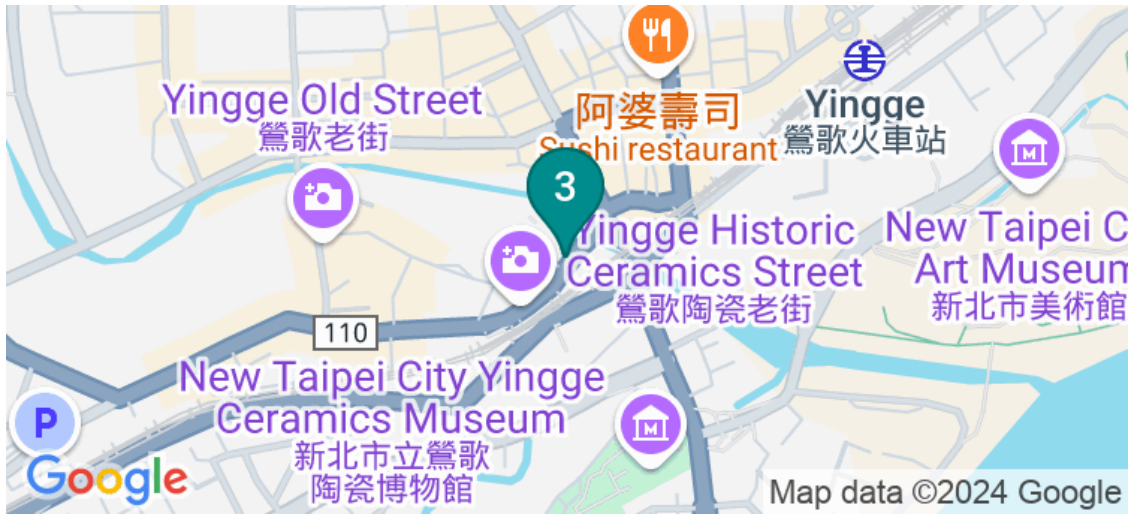 Yingge Old Street
鶯歌老街
阿婆壽司
Sushi restaurant
Yingge
鶯歌火車站
3
Yingge Historic
Ceramics Street
鶯歌陶瓷老街
New Taipei C
Art Museum
新北市美術館
110
New Taipei City Yingge
Ceramics Museum
新北市立鶯歌
陶瓷博物館
M
M
P
Google
Map data ©2024 Google